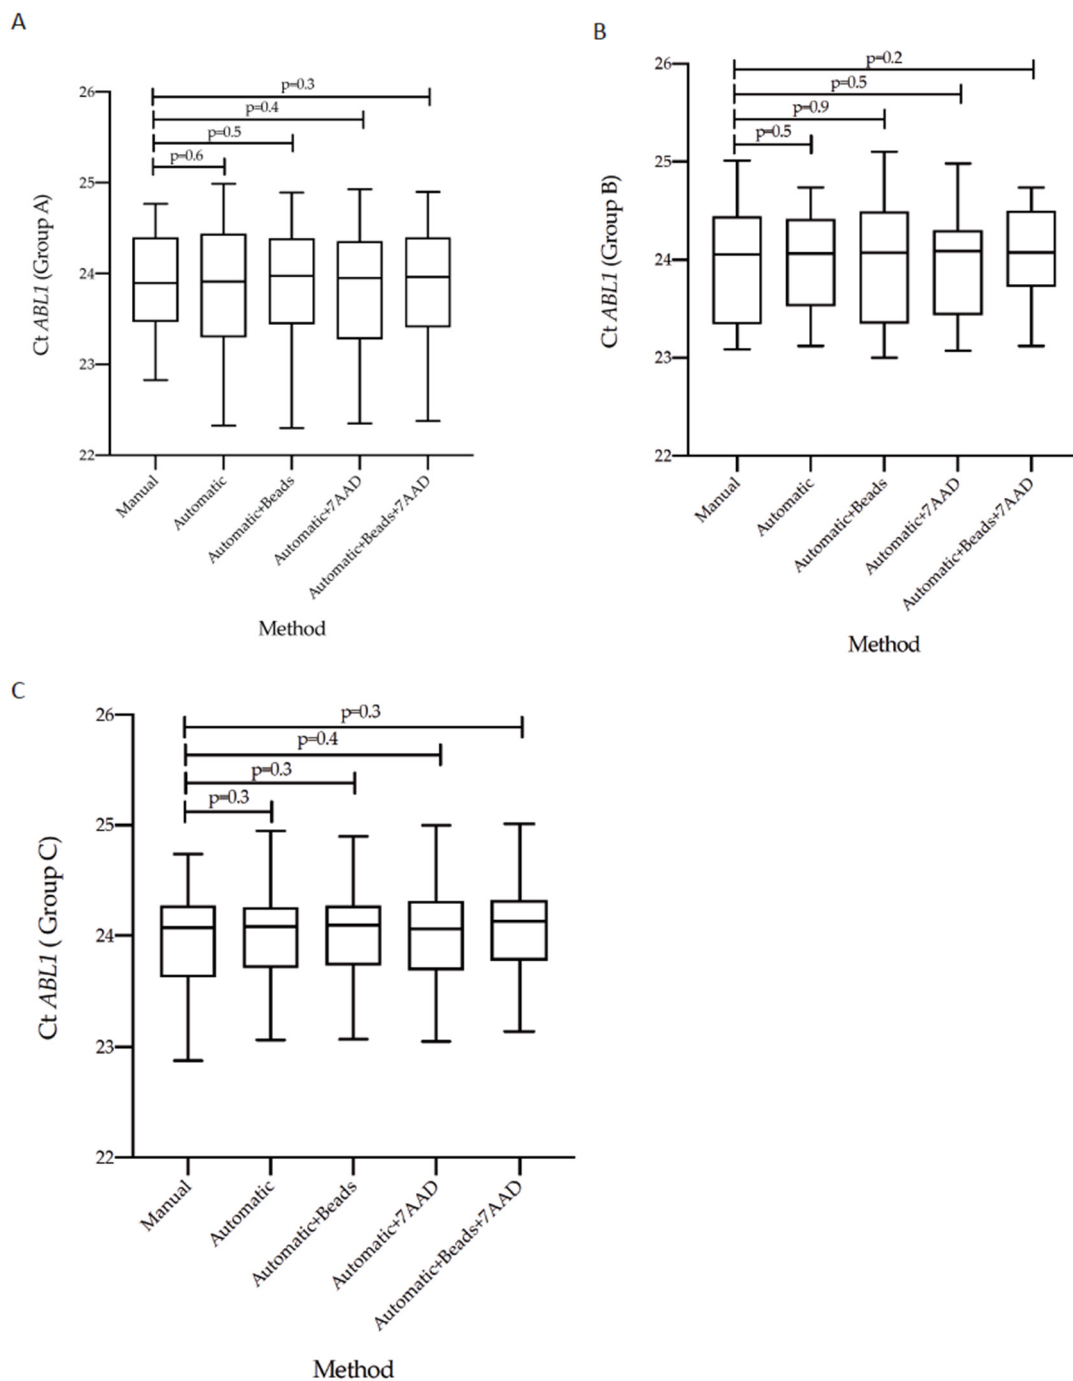 A
26
25
24
23
22
Ct ABL1 (Group A)
p=0.3
p=0.4
p=0.5
p=0.6
Manual
Automatic
Automatic+Beads
Automatic+7AAD
Automatic+Beads+7AAD
Method
B
26
25
24
23
22
Ct ABL1 (Group B)
p=0.2
p=0.5
p=0.9
p=0.5
Manual
Automatic
Automatic+Beads
Automatic+7AAD
Automatic+Beads+7AAD
Method
C
26
25
24
23
22
Ct ABL1 ( Group C)
p=0.3
p=0.4
p=0.3
p=0.3
Manual
Automatic
Automatic+Beads
Automatic+7AAD
Automatic+Beads+7AAD
Method